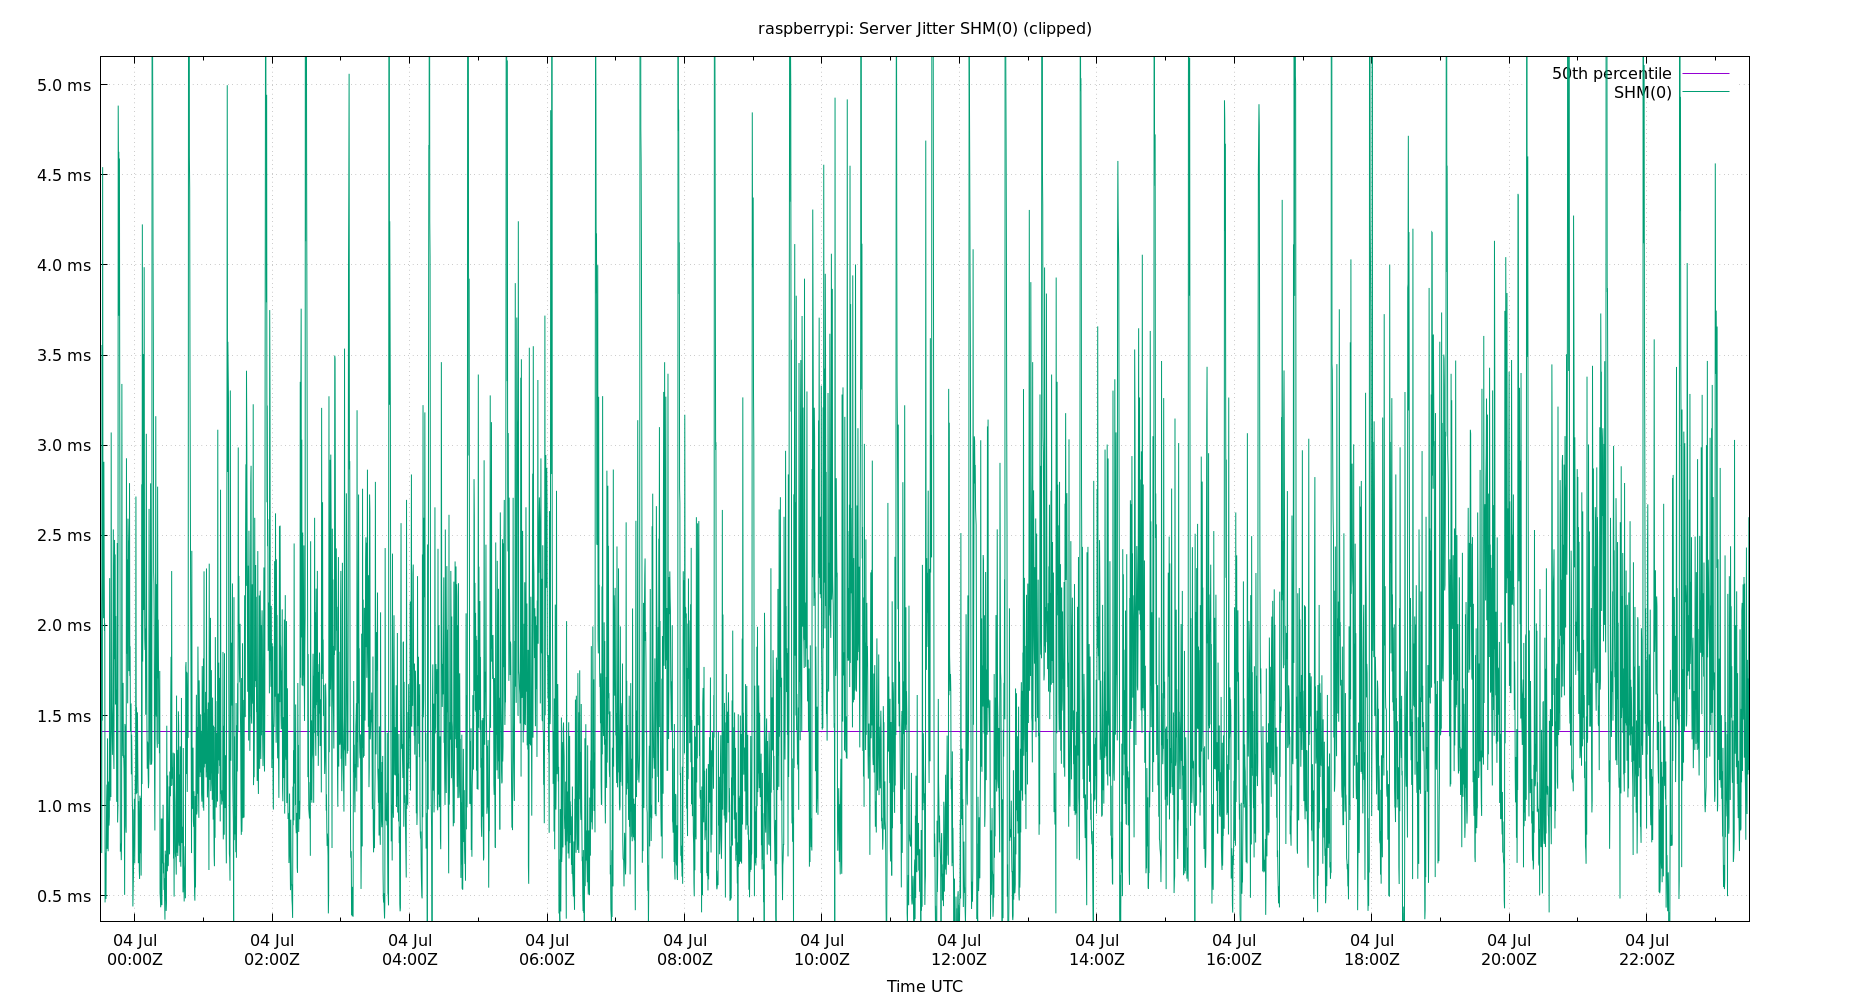 raspberrypi: Server Jitter SHM(0) (clipped)
50th percentile
SHM(0)
5.0 ms
4.5 ms
4.0 ms
3.5 ms
3.0 ms
2.5 ms
2.0 ms
1.5 ms
1.0 ms
0.5 ms
04 Jul 04 Jul 04 Jul 04 Jul 04 Jul 04 Jul 04 Jul 04 Jul 04 Jul 04 Jul 04 Jul 04 Jul
00:00Z 02:00Z 04:00Z 06:00Z 08:00Z 10:00Z 12:00Z 14:00Z 16:00Z 18:00Z 20:00Z 22:00Z
Time UTC